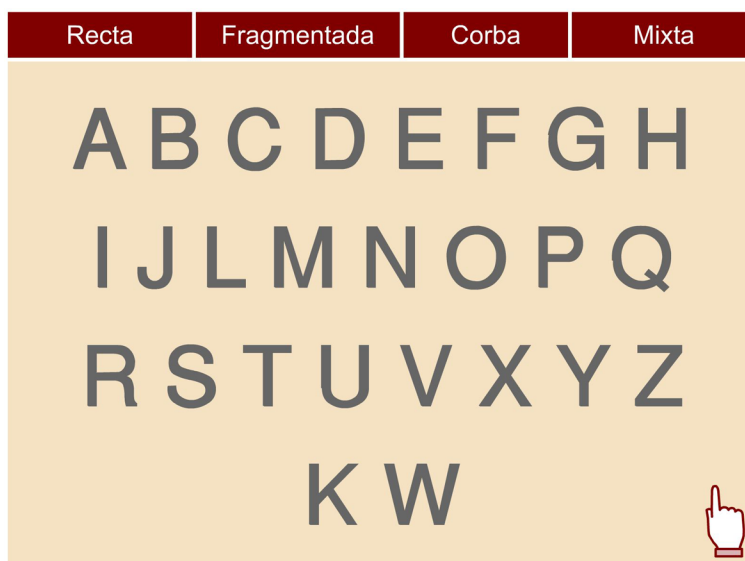 Recta Fragmentada Corba Mixta
A B C D E F G H
I J L M N O P Q
R S T U V X Y Z
K W